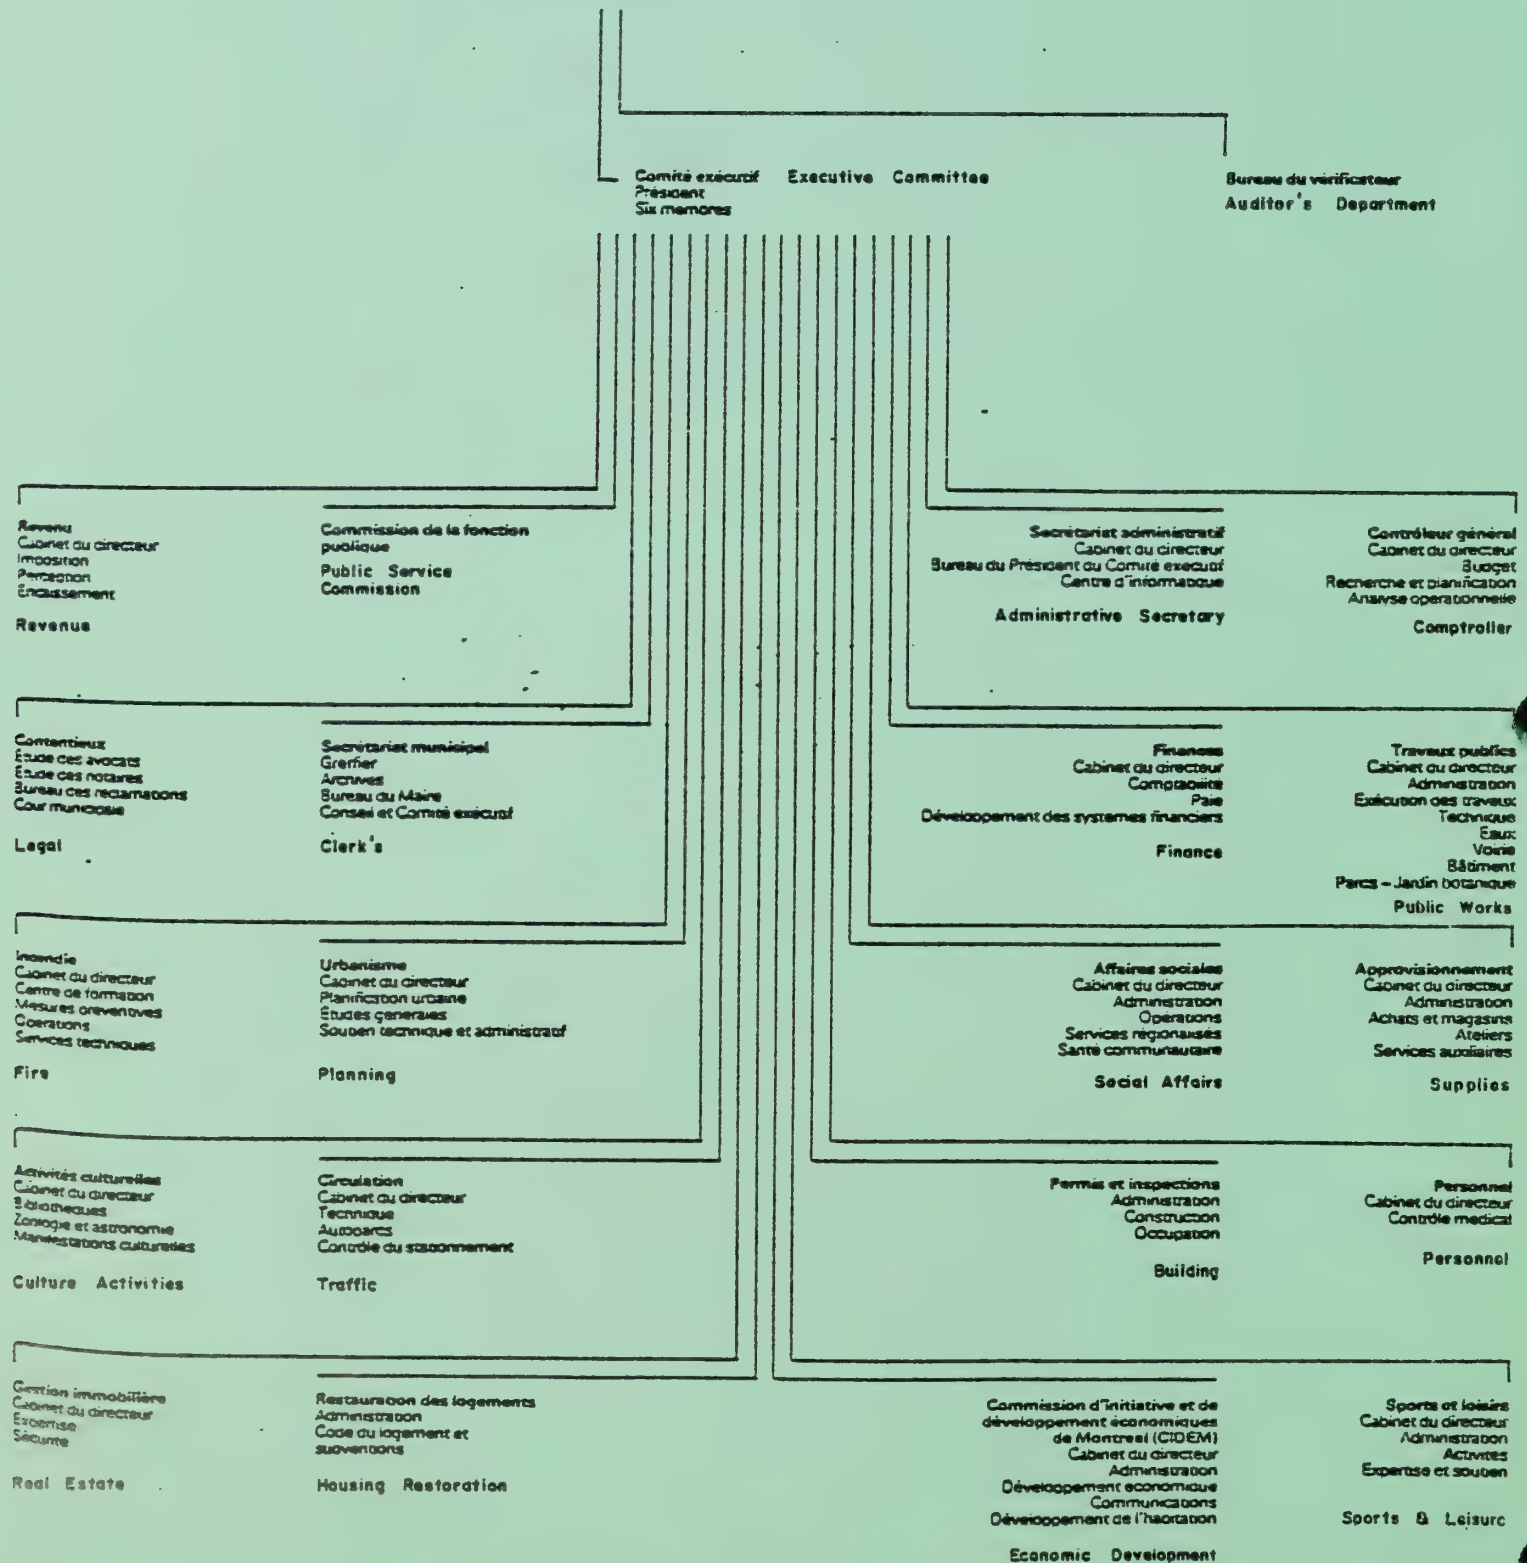 Comité exécutif Executive Committee
Président
Six membres
Bureau du vérificateur
Auditor's Department
Revenu
Cabinet du directeur
Imposition
Perception
Encaissement
Revenue
Commission de la fonction
publique
Public Service
Commission
Secrétariat administratif
Cabinet du directeur
Bureau du Président du Comité exécutif
Centre d'informatique
Administrative Secretary
Contrôleur général
Cabinet du directeur
Budget
Recherche et planification
Analyse opérationnelle
Comptroller
Contentieux
Étude des avocats
Étude des notaires
Bureau des réclamations
Cour municipale
Legal
Secrétariat municipal
Greffier
Archives
Bureau du Maire
Conseil et Comité exécutif
Clerk's
Finances
Cabinet du directeur
Comptabilité
Paie
Développement des systèmes financiers
Finance
Travaux publics
Cabinet du directeur
Administration
Exécution des travaux
Technique
Eaux
Voirie
Bâtiment
Parcs – Jardin botanique
Public Works
Incendie
Cabinet du directeur
Centre de formation
Mesures préventives
Opérations
Services techniques
Fire
Urbanisme
Cabinet du directeur
Planification urbaine
Études générales
Soutien technique et administratif
Planning
Affaires sociales
Cabinet du directeur
Administration
Opérations
Services régionalisés
Santé communautaire
Social Affairs
Approvisionnement
Cabinet du directeur
Administration
Achats et magasins
Ateliers
Services auxiliaires
Supplies
Activités culturelles
Cabinet du directeur
Bibliothèques
Zoologie et astronomie
Manifestations culturelles
Culture Activities
Circulation
Cabinet du directeur
Technique
Autoparcs
Contrôle du stationnement
Traffic
Permis et inspections
Administration
Construction
Occupation
Building
Personnel
Cabinet du directeur
Contrôle médical
Personnel
Gestion immobilière
Cabinet du directeur
Expertise
Sécurité
Real Estate
Restauration des logements
Administration
Code du logement et
subventions
Housing Restoration
Commission d'initiative et de
développement économiques
de Montréal (CIDEM)
Cabinet du directeur
Administration
Développement économique
Communications
Développement de l'habitation
Economic Development
Sports et loisirs
Cabinet du directeur
Administration
Activités
Expertise et soutien
Sports & Leisure